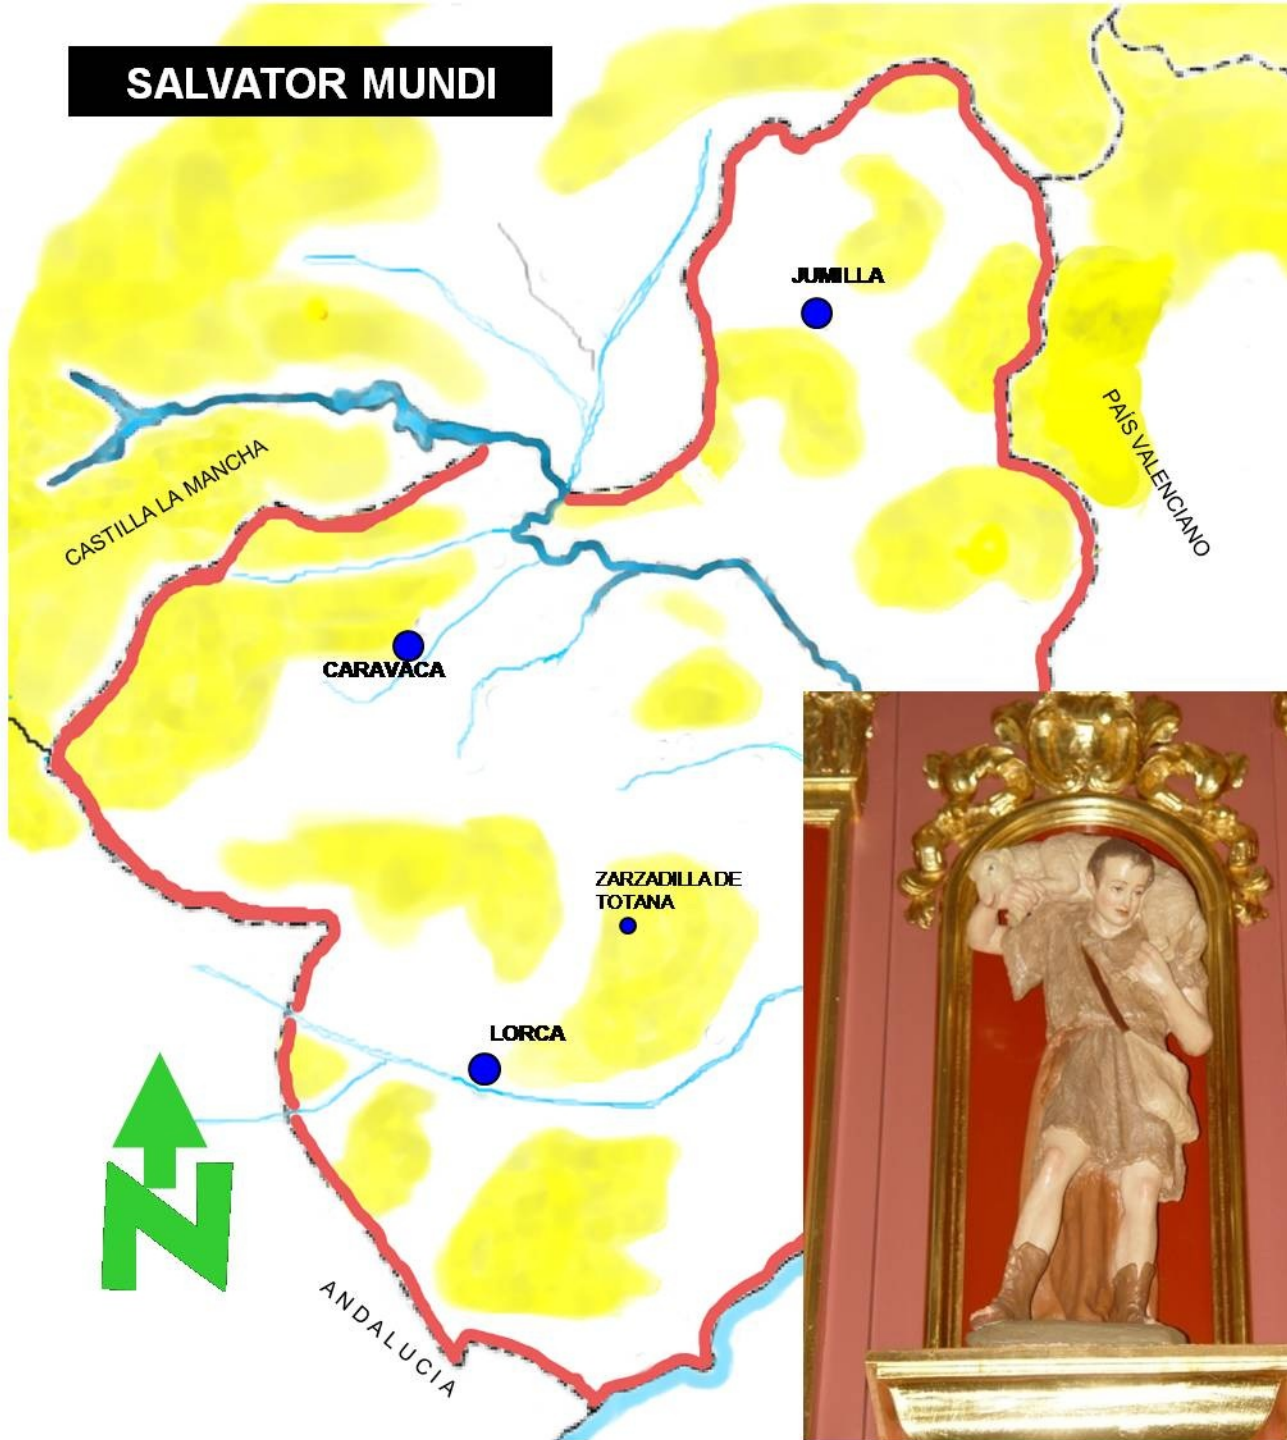 SALVATOR MUNDI
JUMILLA
PAÍS VALENCIANO
CASTILLA LA MANCHA
CARAVACA
ZARZADILLA DE
TOTANA
LORCA
N
ANDALUCIA